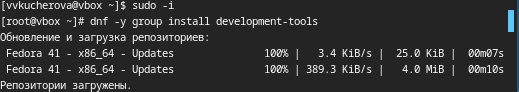 [vvkucherova@vbox ~]$ sudo -i
[root@vbox ~]# dnf -y group install development-tools
Обновление и загрузка репозиториев:
Fedora 41 - x86_64 - Updates 100% | 3.4 KiB/s | 25.0 KiB | 00m07s
Fedora 41 - x86_64 - Updates 100% | 389.3 KiB/s | 4.0 MiB | 00m10s
Репозитории загружены.